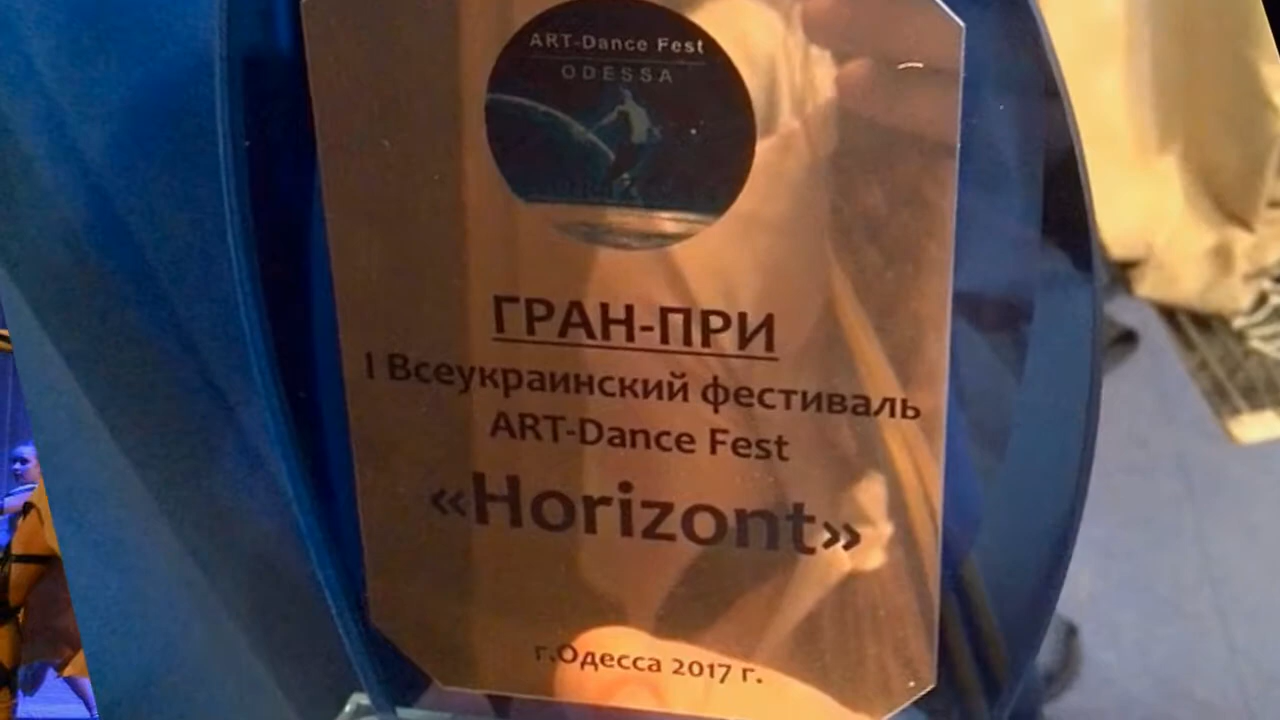 ART-Dance Fest
ODESSA
ГРАН-ПРИ
I Всеукраинский фестиваль
ART-Dance Fest
«Horizont»
г.Одесса 2017 г.